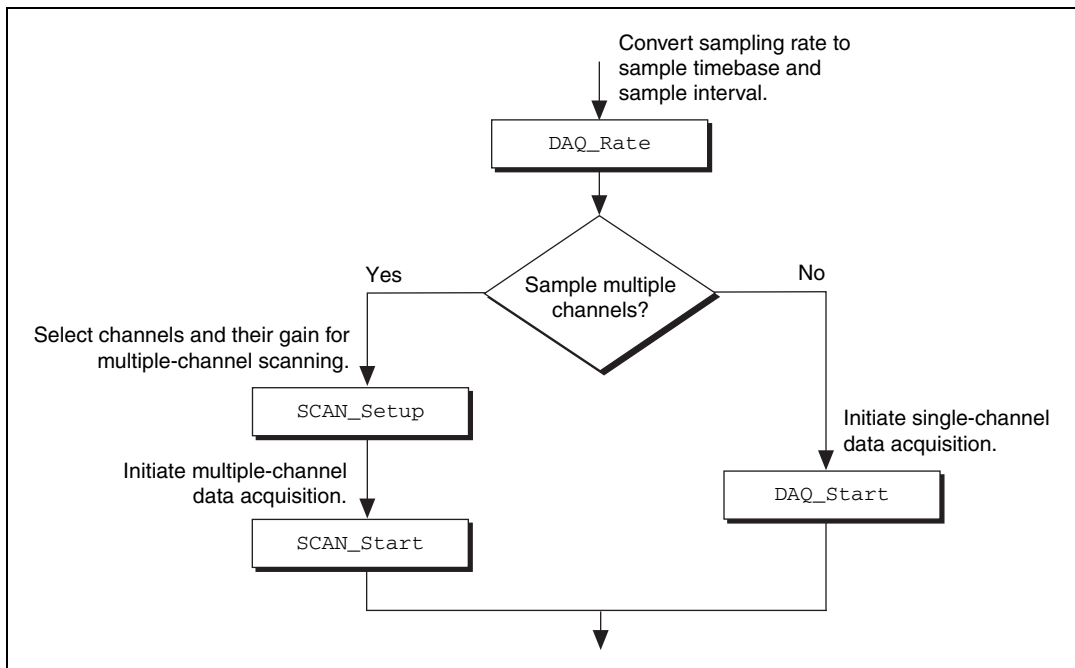 Convert sampling rate to
sample timebase and
sample interval.
DAQ_Rate
Sample multiple
channels?
Yes
No
Select channels and their gain for
multiple-channel scanning.
SCAN_Setup
Initiate multiple-channel
data acquisition.
SCAN_Start
Initiate single-channel
data acquisition.
DAQ_Start